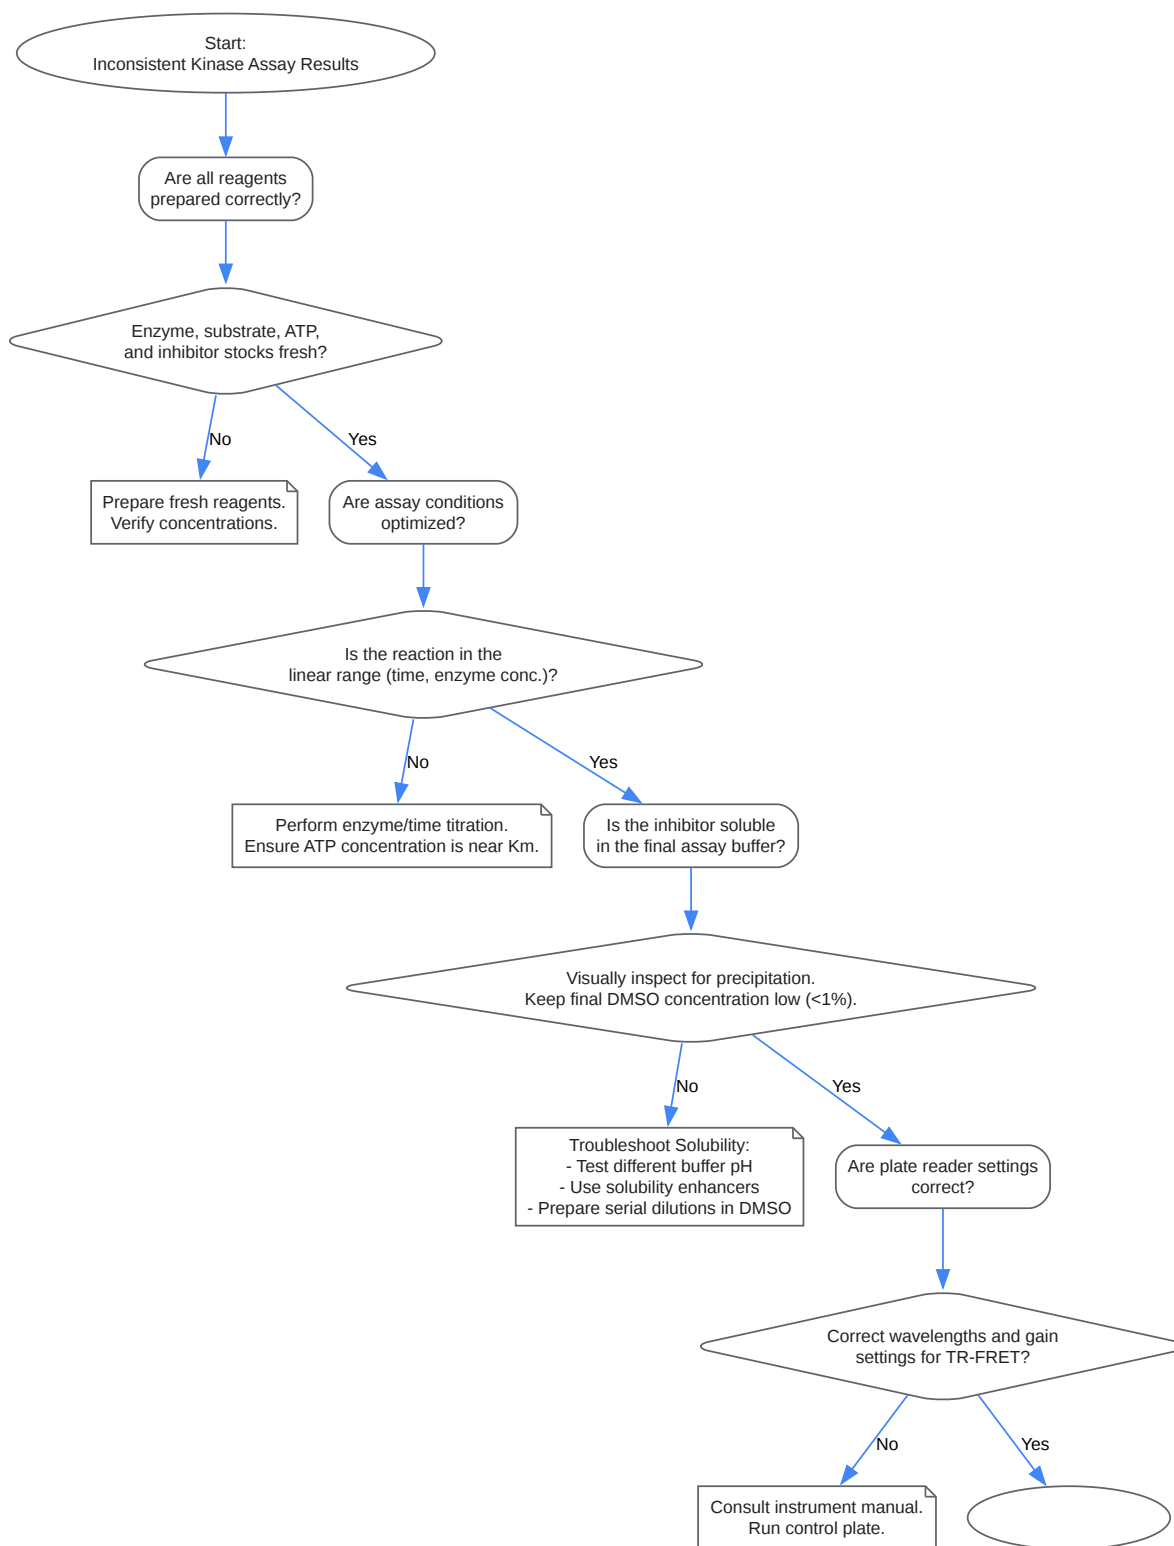 Start:
Inconsistent Kinase Assay Results
Are all reagents
prepared correctly?
Enzyme, substrate, ATP,
and inhibitor stocks fresh?
No
Yes
Prepare fresh reagents.
Verify concentrations.
Are assay conditions
optimized?
Is the reaction in the
linear range (time, enzyme conc.)?
No
Yes
Perform enzyme/time titration.
Ensure ATP concentration is near Km.
Is the inhibitor soluble
in the final assay buffer?
Visually inspect for precipitation.
Keep final DMSO concentration low (<1%).
No
Yes
Troubleshoot Solubility:
- Test different buffer pH
- Use solubility enhancers
- Prepare serial dilutions in DMSO
Are plate reader settings
correct?
Correct wavelengths and gain
settings for TR-FRET?
No
Yes
Consult instrument manual.
Run control plate.